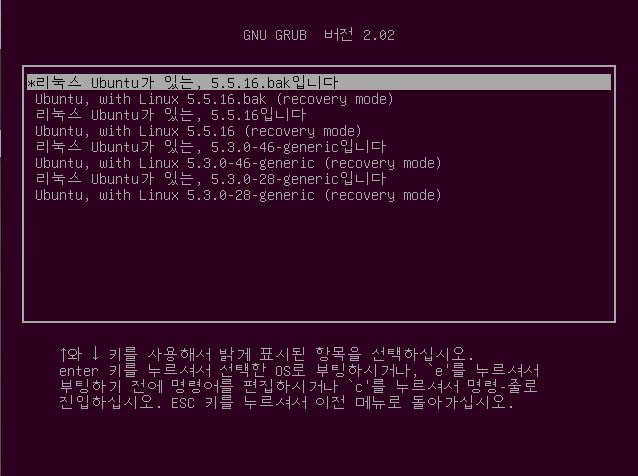 GNU GRUB 버전 2.02
*리눅스 Ubuntu가 있는, 5.5.16.bak입니다
Ubuntu, with Linux 5.5.16.bak (recovery mode)
리눅스 Ubuntu가 있는, 5.5.16입니다
Ubuntu, with Linux 5.5.16 (recovery mode)
리눅스 Ubuntu가 있는, 5.3.0-46-generic입니다
Ubuntu, with Linux 5.3.0-46-generic (recovery mode)
리눅스 Ubuntu가 있는, 5.3.0-28-generic입니다
Ubuntu, with Linux 5.3.0-28-generic (recovery mode)
↑와 ↓ 키를 사용해서 밝게 표시된 항목을 선택하십시오.
enter 키를 누르셔서 선택한 OS로 부팅하시거나, `e'를 누르셔서
부팅하기 전에 명령어를 편집하시거나 `c'를 누르셔서 명령-줄로
진입하십시오. ESC 키를 누르셔서 이전 메뉴로 돌아가십시오.